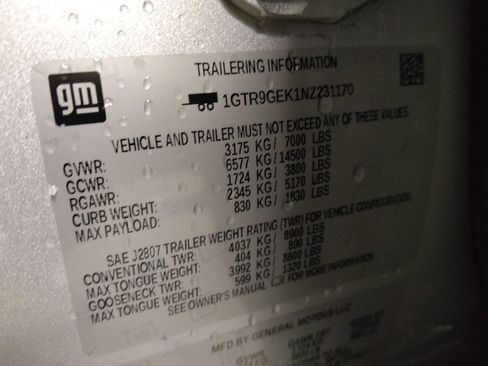 gm
TRAILERING INFORMATION
1GTR9GEK1NZ231170
VEHICLE AND TRAILER MUST NOT EXCEED ANY OF THESE VALUES.
GVWR: 3175 KG/ 7000 LBS
GCWR: 6577 KG/ 14500 LBS
RGAWR: 1724 KG/ 3800 LBS
CURB WEIGHT: 2345 KG/ 5170 LBS
MAX PAYLOAD: 830 KG/ 1830 LBS
SAE J2807 TRAILER WEIGHT RATING (TWR) FOR VEHICLE CONFIGURATION
CONVENTIONAL TWR: 4037 KG/ 8900 LBS
MAX TONGUE WEIGHT: 404 KG/ 890 LBS
GOOSENECK TWR: 3992 KG/ 8800 LBS
MAX TONGUE WEIGHT: 599 KG/ 1320 LBS
SEE OWNER'S MANUAL FOR MORE INFORMATION
MFD BY GENERAL MOTORS LLC
GVWR GAWR FRT